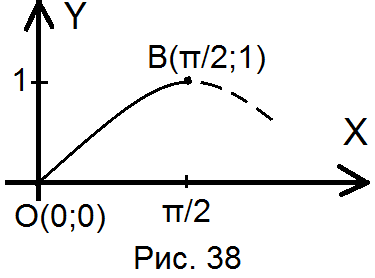 Y
B(π/2;1)
1
X
O(0;0)
π/2
Рис. 38